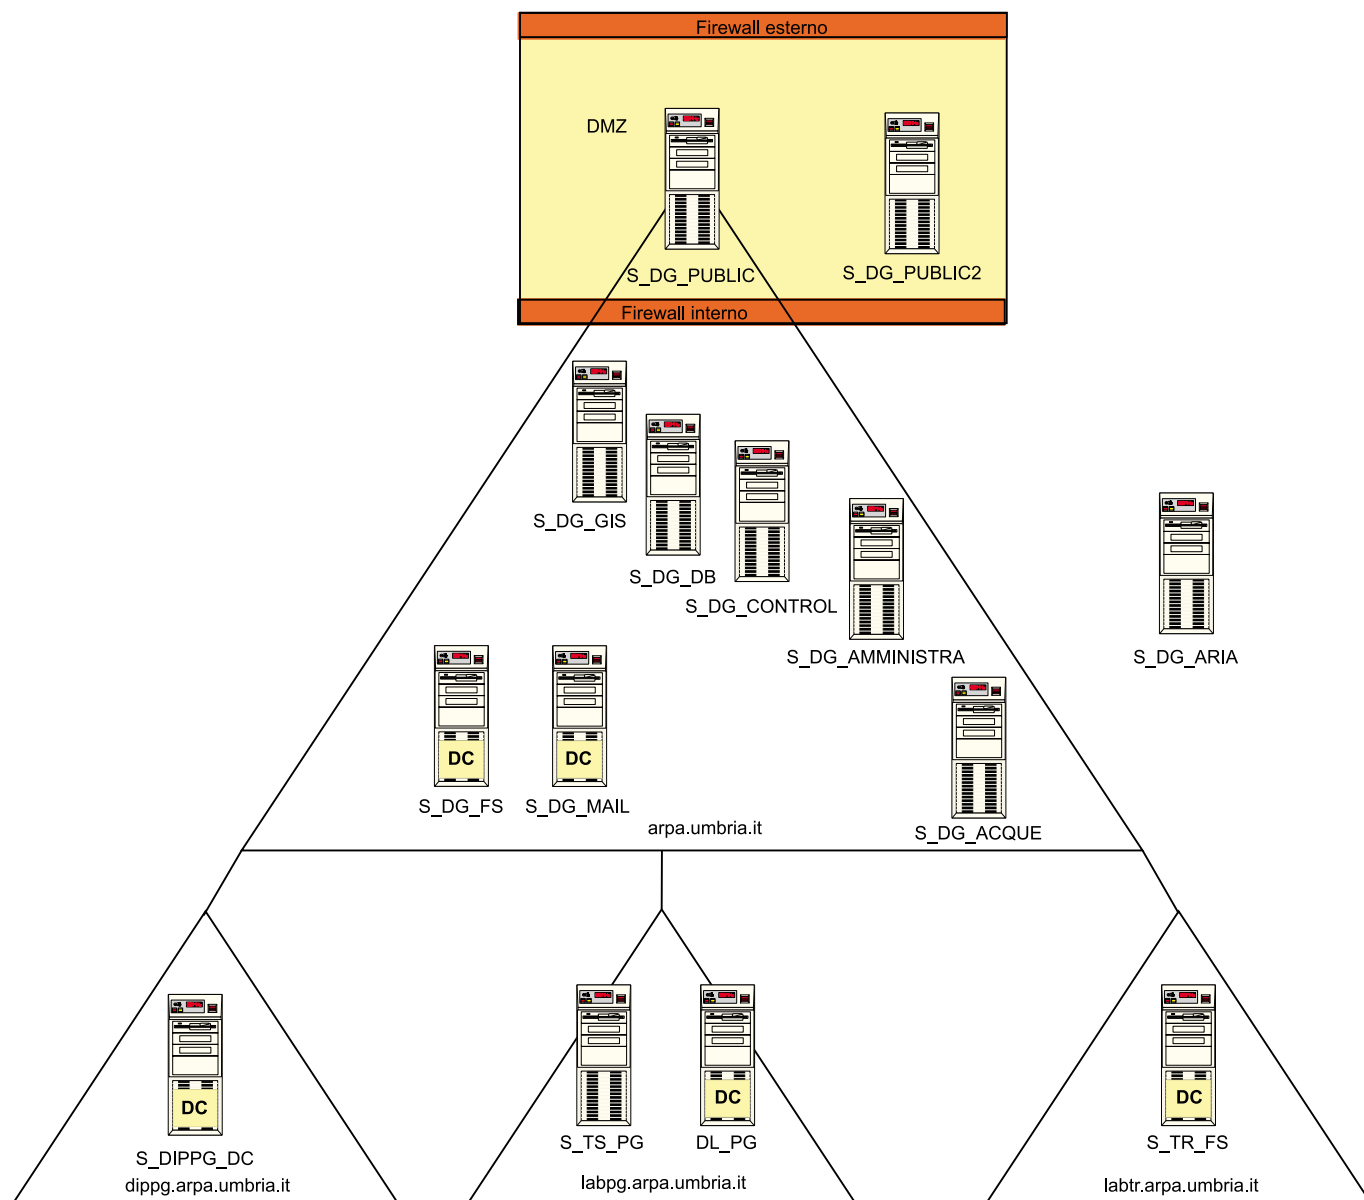 Firewall esterno
DMZ
S_DG_PUBLIC
S_DG_PUBLIC2
Firewall interno
S_DG_GIS
S_DG_DB
S_DG_CONTROL
S_DG_AMMINISTRA
S_DG_ARIA
DC
DC
S_DG_FS
S_DG_MAIL
arpa.umbria.it
S_DG_ACQUE
DC
DC
DC
S_DIPPG_DC
S_TS_PG
DL_PG
S_TR_FS
dippg.arpa.umbria.it
labpg.arpa.umbria.it
labtr.arpa.umbria.it